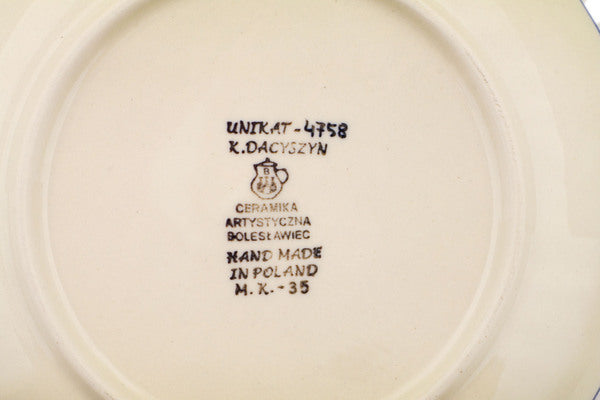 UNIKAT-4758
K.DACYSZYN
B
CERAMIKA
ARTYSTYCZNA
BOLESŁAWIEC
HAND MADE
IN POLAND
M.K.-35